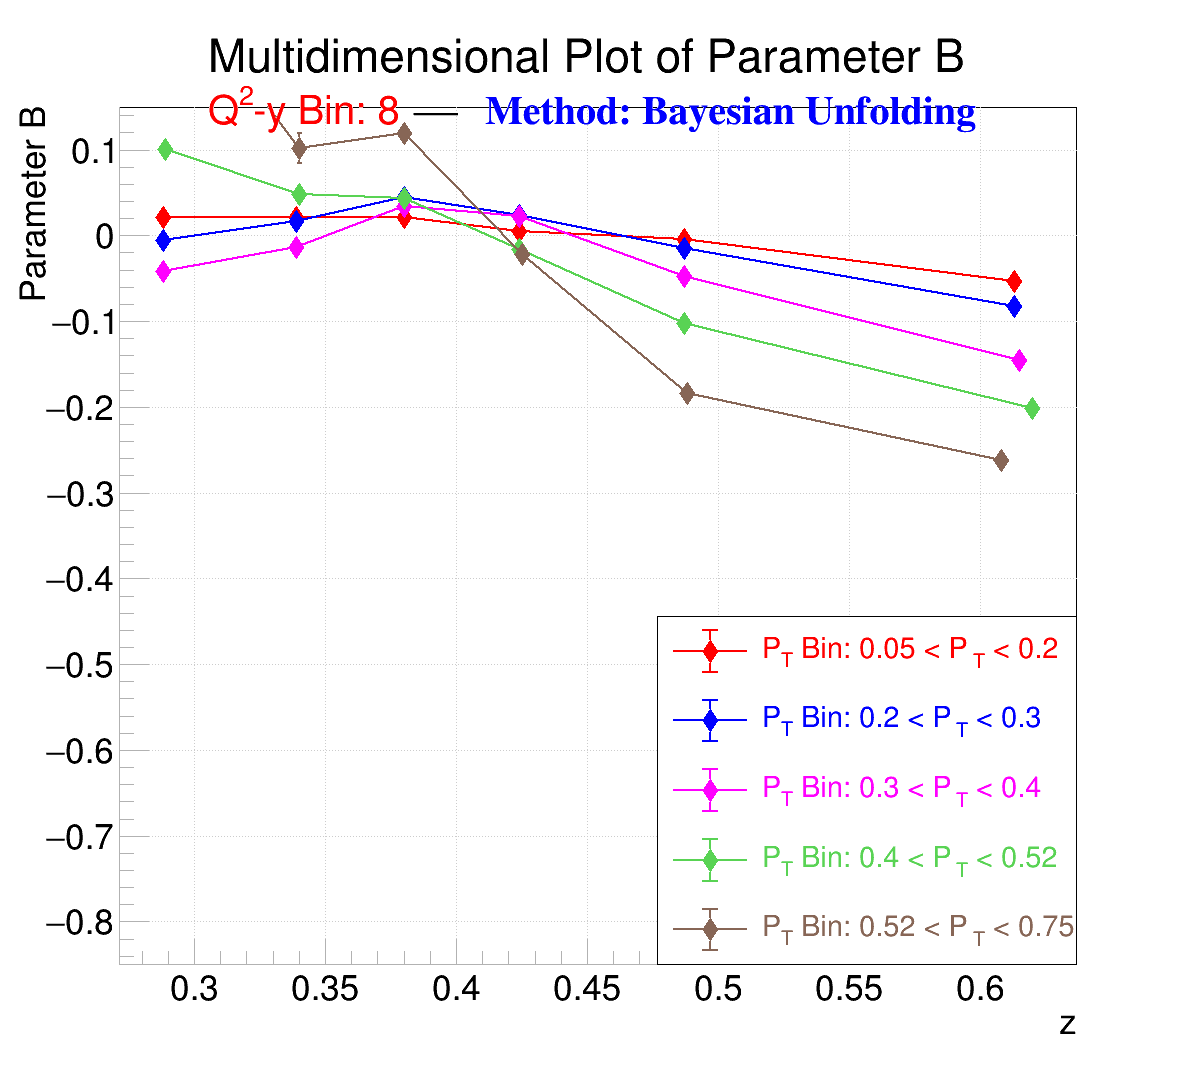 Multidimensional Plot of Parameter B
Q²-y Bin: 8 — Method: Bayesian Unfolding
Parameter B
0.1
0
−0.1
−0.2
−0.3
−0.4
−0.5
−0.6
−0.7
−0.8
P_T Bin: 0.05 < P_T < 0.2
P_T Bin: 0.2 < P_T < 0.3
P_T Bin: 0.3 < P_T < 0.4
P_T Bin: 0.4 < P_T < 0.52
P_T Bin: 0.52 < P_T < 0.75
0.3 0.35 0.4 0.45 0.5 0.55 0.6
z